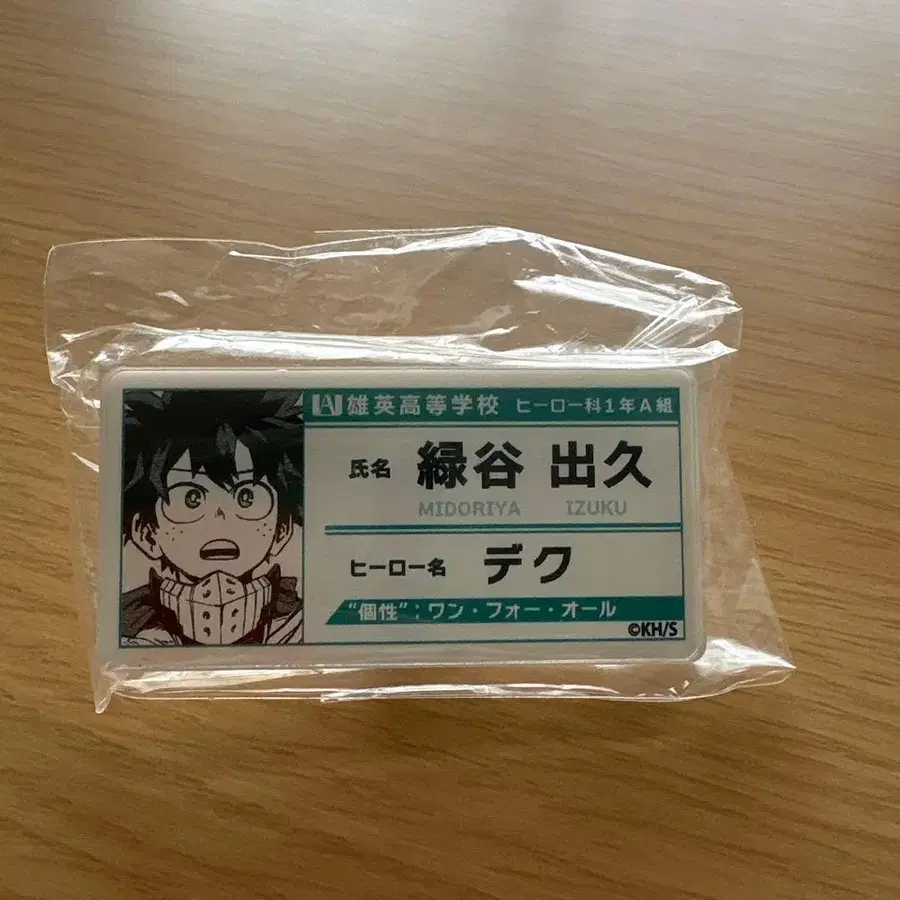 UA 雄英高等学校 ヒーロー科1年A組
氏名 緑谷 出久
MIDORIYA IZUKU
ヒーロー名 デク
“個性”:ワン・フォー・オール
©KH/S